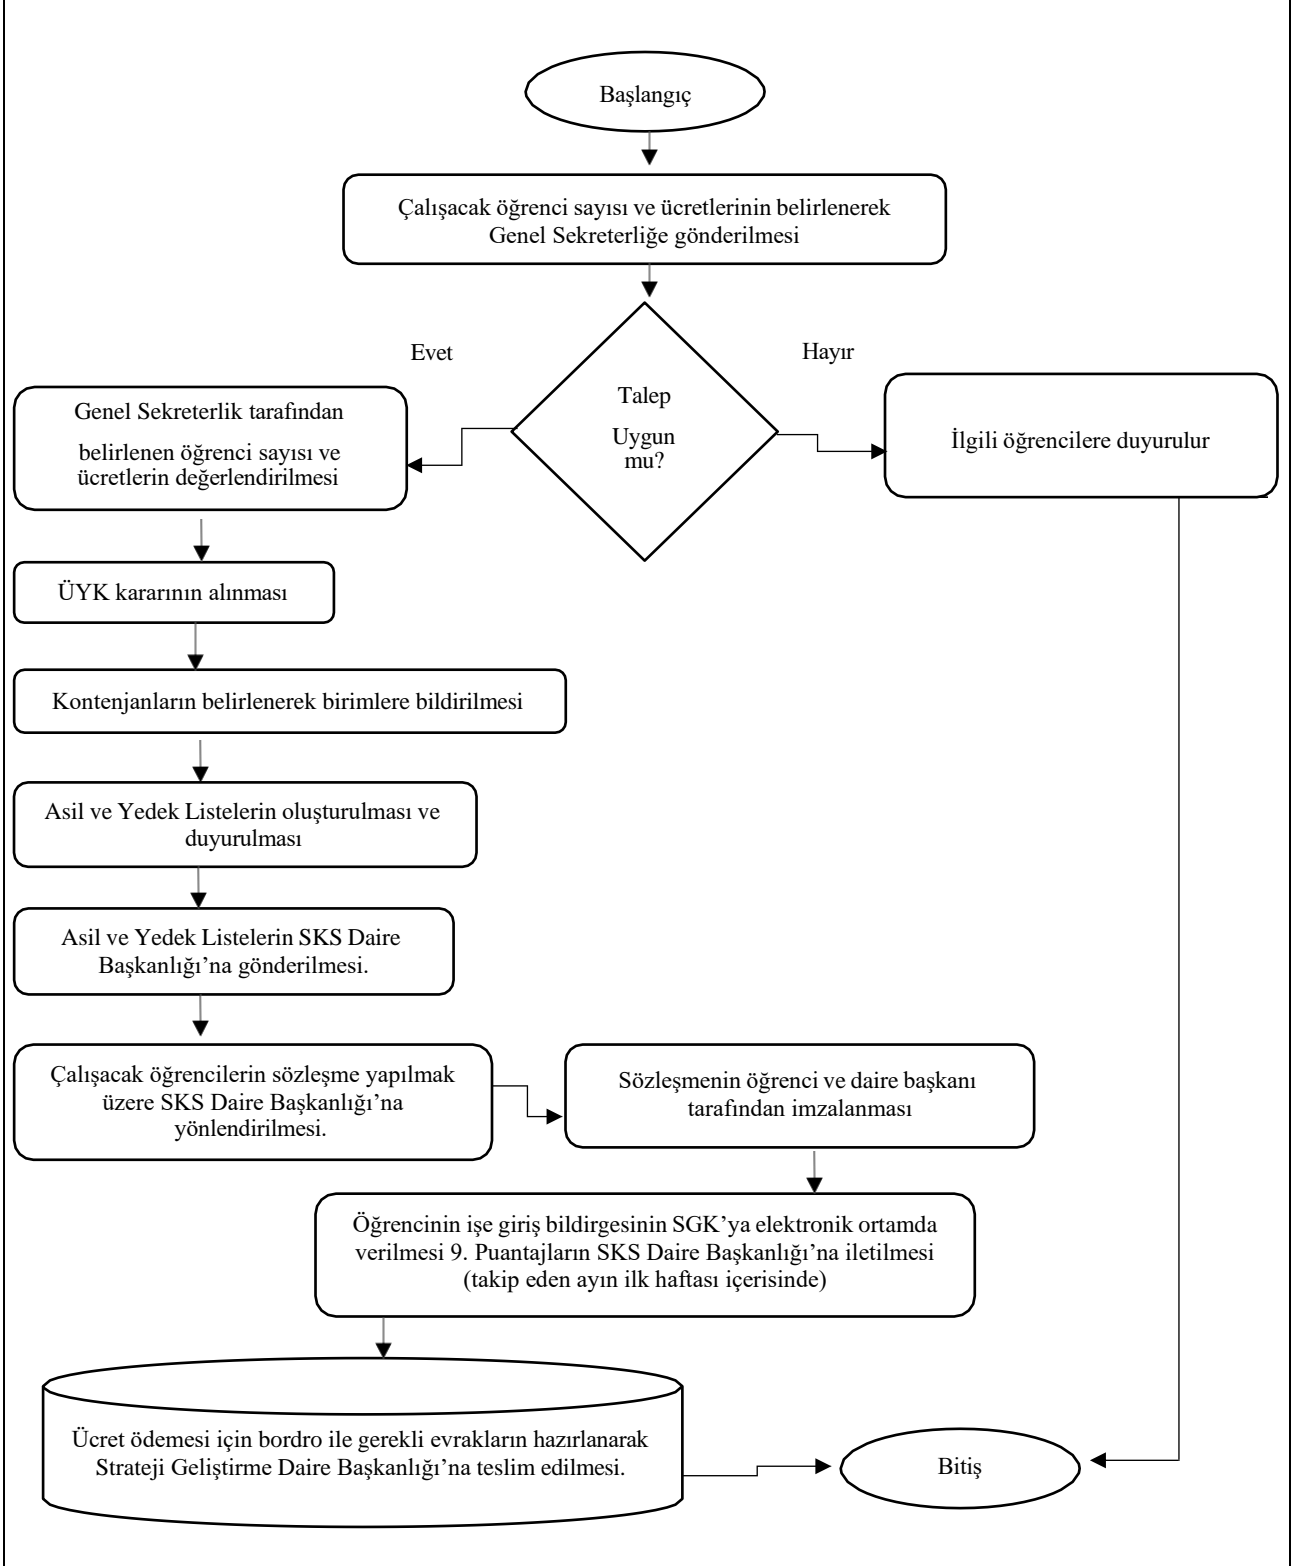 Başlangıç
Çalışacak öğrenci sayısı ve ücretlerinin belirlenerek
Genel Sekreterliğe gönderilmesi
Evet
Hayır
Talep
Uygun
mu?
Genel Sekreterlik tarafından
belirlenen öğrenci sayısı ve
ücretlerin değerlendirilmesi
İlgili öğrencilere duyurulur
ÜYK kararının alınması
Kontenjanların belirlenerek birimlere bildirilmesi
Asil ve Yedek Listelerin oluşturulması ve
duyurulması
Asil ve Yedek Listelerin SKS Daire
Başkanlığı’na gönderilmesi.
Çalışacak öğrencilerin sözleşme yapılmak
üzere SKS Daire Başkanlığı’na
yönlendirilmesi.
Sözleşmenin öğrenci ve daire başkanı
tarafından imzalanması
Öğrencinin işe giriş bildirgesinin SGK’ya elektronik ortamda
verilmesi 9. Puantajların SKS Daire Başkanlığı’na iletilmesi
(takip eden ayın ilk haftası içerisinde)
Ücret ödemesi için bordro ile gerekli evrakların hazırlanarak
Strateji Geliştirme Daire Başkanlığı’na teslim edilmesi.
Bitiş